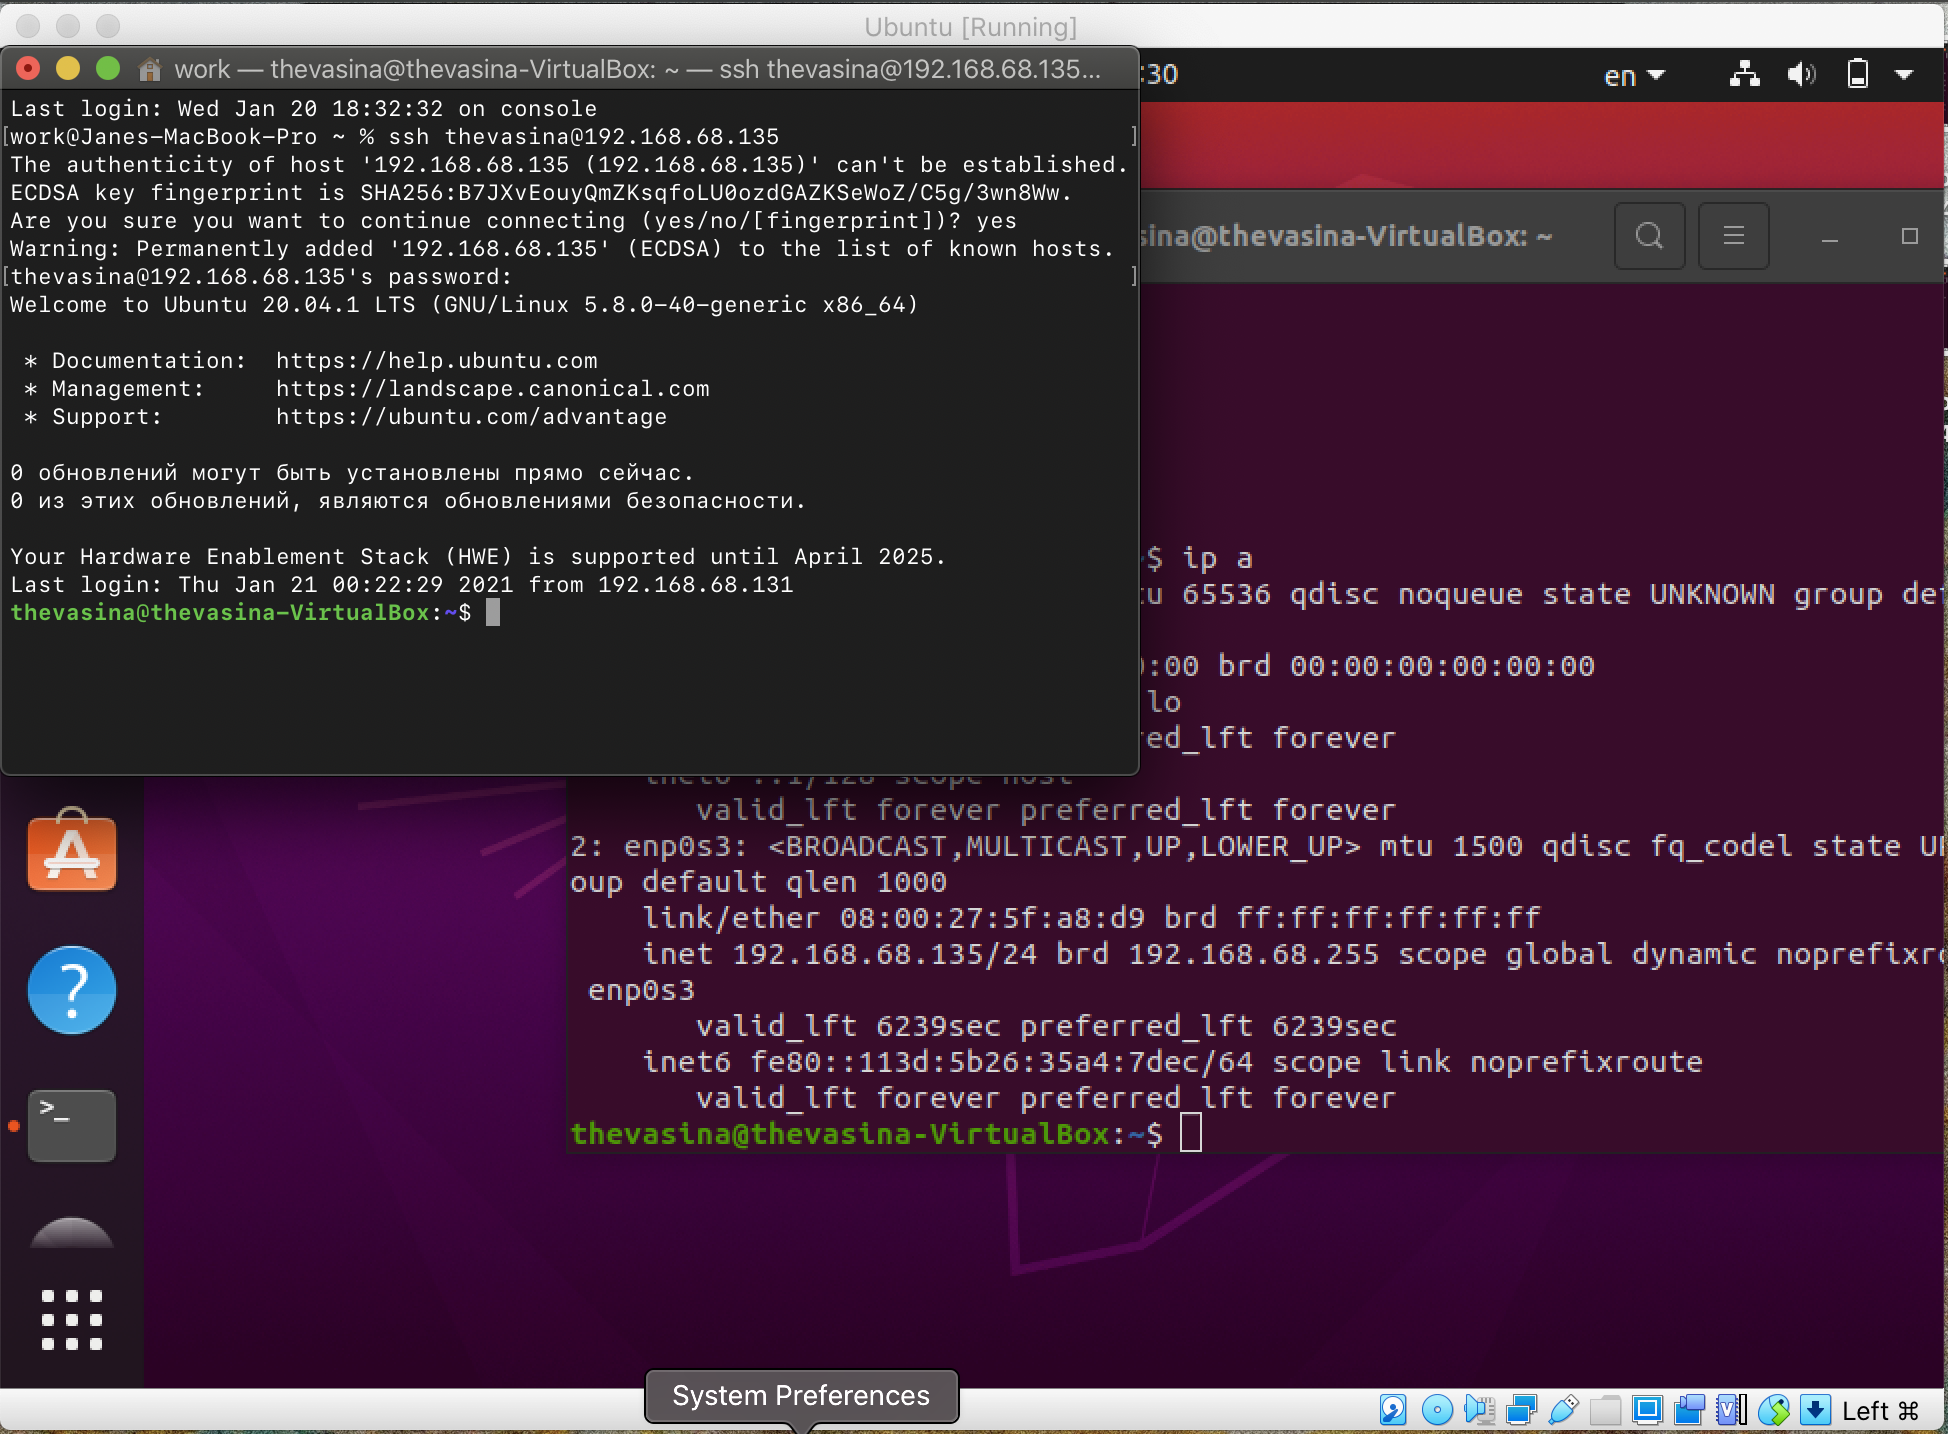 Ubuntu [Running]
work — thevasina@thevasina-VirtualBox: ~ — ssh thevasina@192.168.68.135...
:30
en
Last login: Wed Jan 20 18:32:32 on console
[work@Janes-MacBook-Pro ~ % ssh thevasina@192.168.68.135 ]
The authenticity of host '192.168.68.135 (192.168.68.135)' can't be established.
ECDSA key fingerprint is SHA256:B7JXvEouyQmZKsqfoLU0ozdGAZKSeWoZ/C5g/3wn8Ww.
Are you sure you want to continue connecting (yes/no/[fingerprint])? yes
Warning: Permanently added '192.168.68.135' (ECDSA) to the list of known hosts.
[thevasina@192.168.68.135's password: ]
Welcome to Ubuntu 20.04.1 LTS (GNU/Linux 5.8.0-40-generic x86_64)
* Documentation: https://help.ubuntu.com
* Management: https://landscape.canonical.com
* Support: https://ubuntu.com/advantage
0 обновлений могут быть установлены прямо сейчас.
0 из этих обновлений, являются обновлениями безопасности.
Your Hardware Enablement Stack (HWE) is supported until April 2025.
Last login: Thu Jan 21 00:22:29 2021 from 192.168.68.131
thevasina@thevasina-VirtualBox:~$
sina@thevasina-VirtualBox: ~
$ ip a
tu 65536 qdisc noqueue state UNKNOWN group def
:00 brd 00:00:00:00:00:00
lo
red_lft forever
inet6 ::1/128 scope host
valid_lft forever preferred_lft forever
2: enp0s3: <BROADCAST,MULTICAST,UP,LOWER_UP> mtu 1500 qdisc fq_codel state UP
oup default qlen 1000
link/ether 08:00:27:5f:a8:d9 brd ff:ff:ff:ff:ff:ff
inet 192.168.68.135/24 brd 192.168.68.255 scope global dynamic noprefixro
enp0s3
valid_lft 6239sec preferred_lft 6239sec
inet6 fe80::113d:5b26:35a4:7dec/64 scope link noprefixroute
valid_lft forever preferred_lft forever
thevasina@thevasina-VirtualBox:~$
System Preferences
Left ⌘